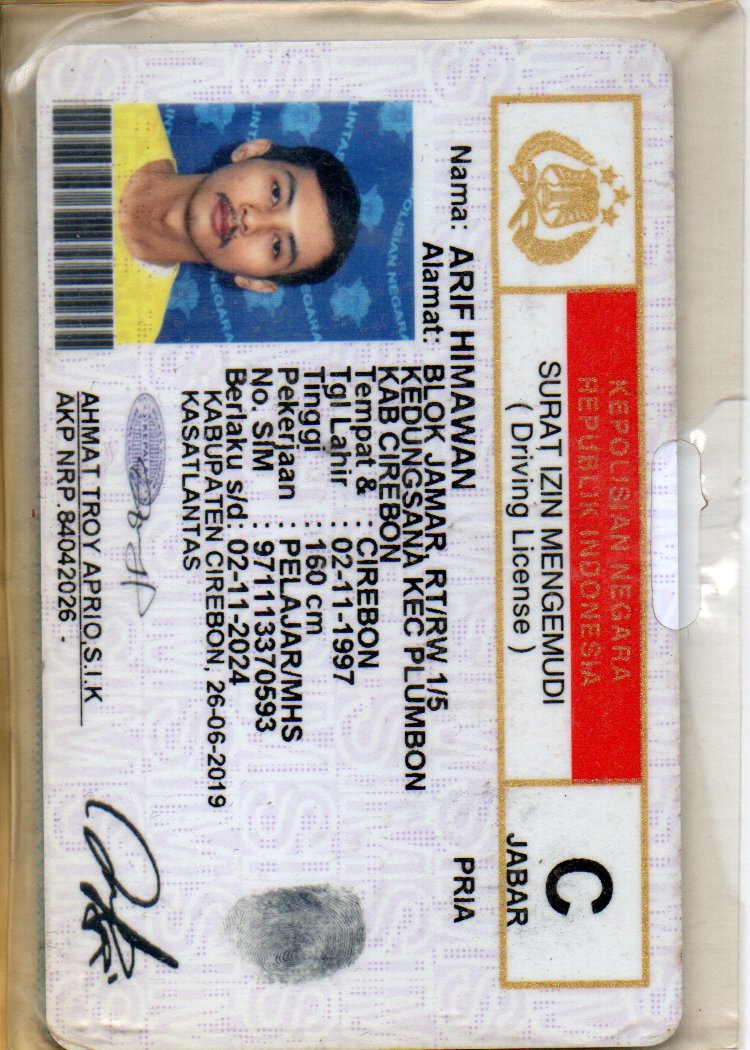 KEPOLISIAN NEGARA
REPUBLIK INDONESIA
SURAT IZIN MENGEMUDI
( Driving License )
C
JABAR
Nama: ARIF HIMAWAN
PRIA
Alamat: BLOK JAMAR, RT/RW 1/5
KEDUNGSANA KEC PLUMBON
KAB CIREBON
Tempat & : CIREBON
Tgl Lahir : 02-11-1997
Tinggi : 160 cm
Pekerjaan : PELAJAR/MHS
No. SIM : 971113370593
Berlaku s/d. 02-11-2024
KABUPATEN CIREBON, 26-06-2019
KASATLANTAS
AHMAT TROY APRIO,S.I.K
AKP NRP.84042026 -